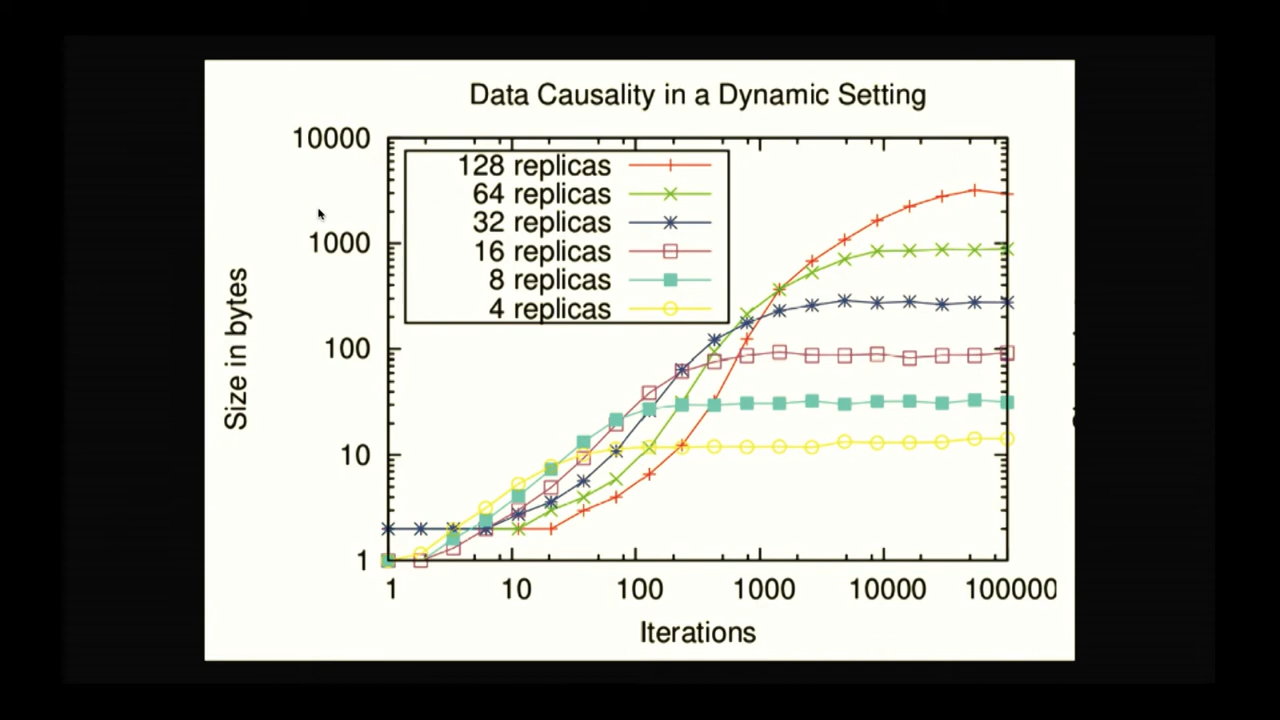 Data Causality in a Dynamic Setting
10000
1000
100
10
1
Size in bytes
128 replicas
64 replicas
32 replicas
16 replicas
8 replicas
4 replicas
1 10 100 1000 10000 100000
Iterations